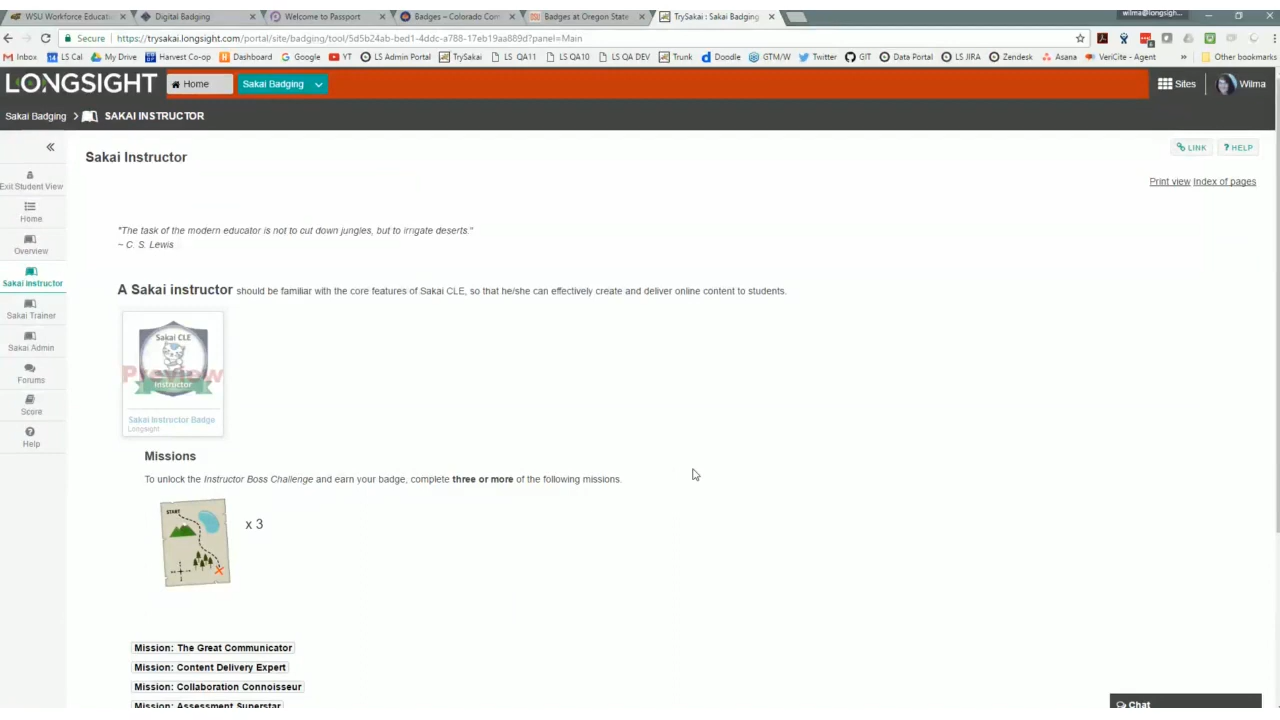 WSU Workforce Educati
Digital Badging
Welcome to Passport
Badges – Colorado Com
Badges at Oregon State
TrySakai : Sakai Badging
wilma@longsigh...
Secure
https://trysakai.longsight.com/portal/site/badging/tool/5d5b24ab-bed1-4ddc-a788-17eb19aa889d?panel=Main
Inbox
LS Cal
My Drive
Harvest Co-op
Dashboard
Google
YT
LS Admin Portal
TrySakai
LS QA11
LS QA10
LS QA DEV
Trunk
Doodle
GTM/W
Twitter
GIT
Data Portal
LS JIRA
Zendesk
Asana
VeriCite - Agent
»
Other bookmarks
LONGSIGHT
Home
Sakai Badging
Sites
Wilma
Sakai Badging > SAKAI INSTRUCTOR
Sakai Instructor
LINK
? HELP
Exit Student View
Print view Index of pages
Home
"The task of the modern educator is not to cut down jungles, but to irrigate deserts."
~ C. S. Lewis
Overview
Sakai Instructor
A Sakai instructor should be familiar with the core features of Sakai CLE, so that he/she can effectively create and deliver online content to students.
Sakai Trainer
Sakai CLE
Sakai Admin
Preview
Instructor
Forums
Score
Sakai Instructor Badge
Longsight
Help
Missions
To unlock the Instructor Boss Challenge and earn your badge, complete three or more of the following missions.
START
x 3
Mission: The Great Communicator
Mission: Content Delivery Expert
Mission: Collaboration Connoisseur
Mission: Assessment Superstar
Chat